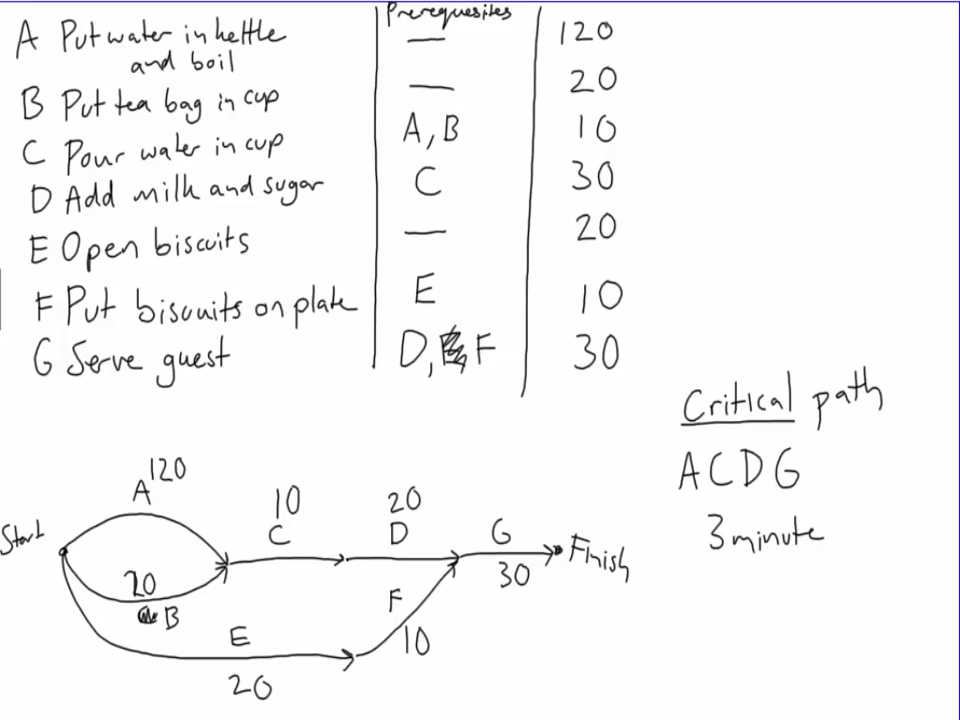 Prerequesites
A Put water in kettle — 120
and boil
B Put tea bag in cup — 20
C Pour water in cup A, B 10
D Add milk and sugar C 30
E Open biscuits — 20
F Put biscuits on plate E 10
G Serve guest D, F 30
Critical path
ACDG
3 minute
120
A
10
C
20
D
G
30
Start
Finish
20
B
F
10
E
20